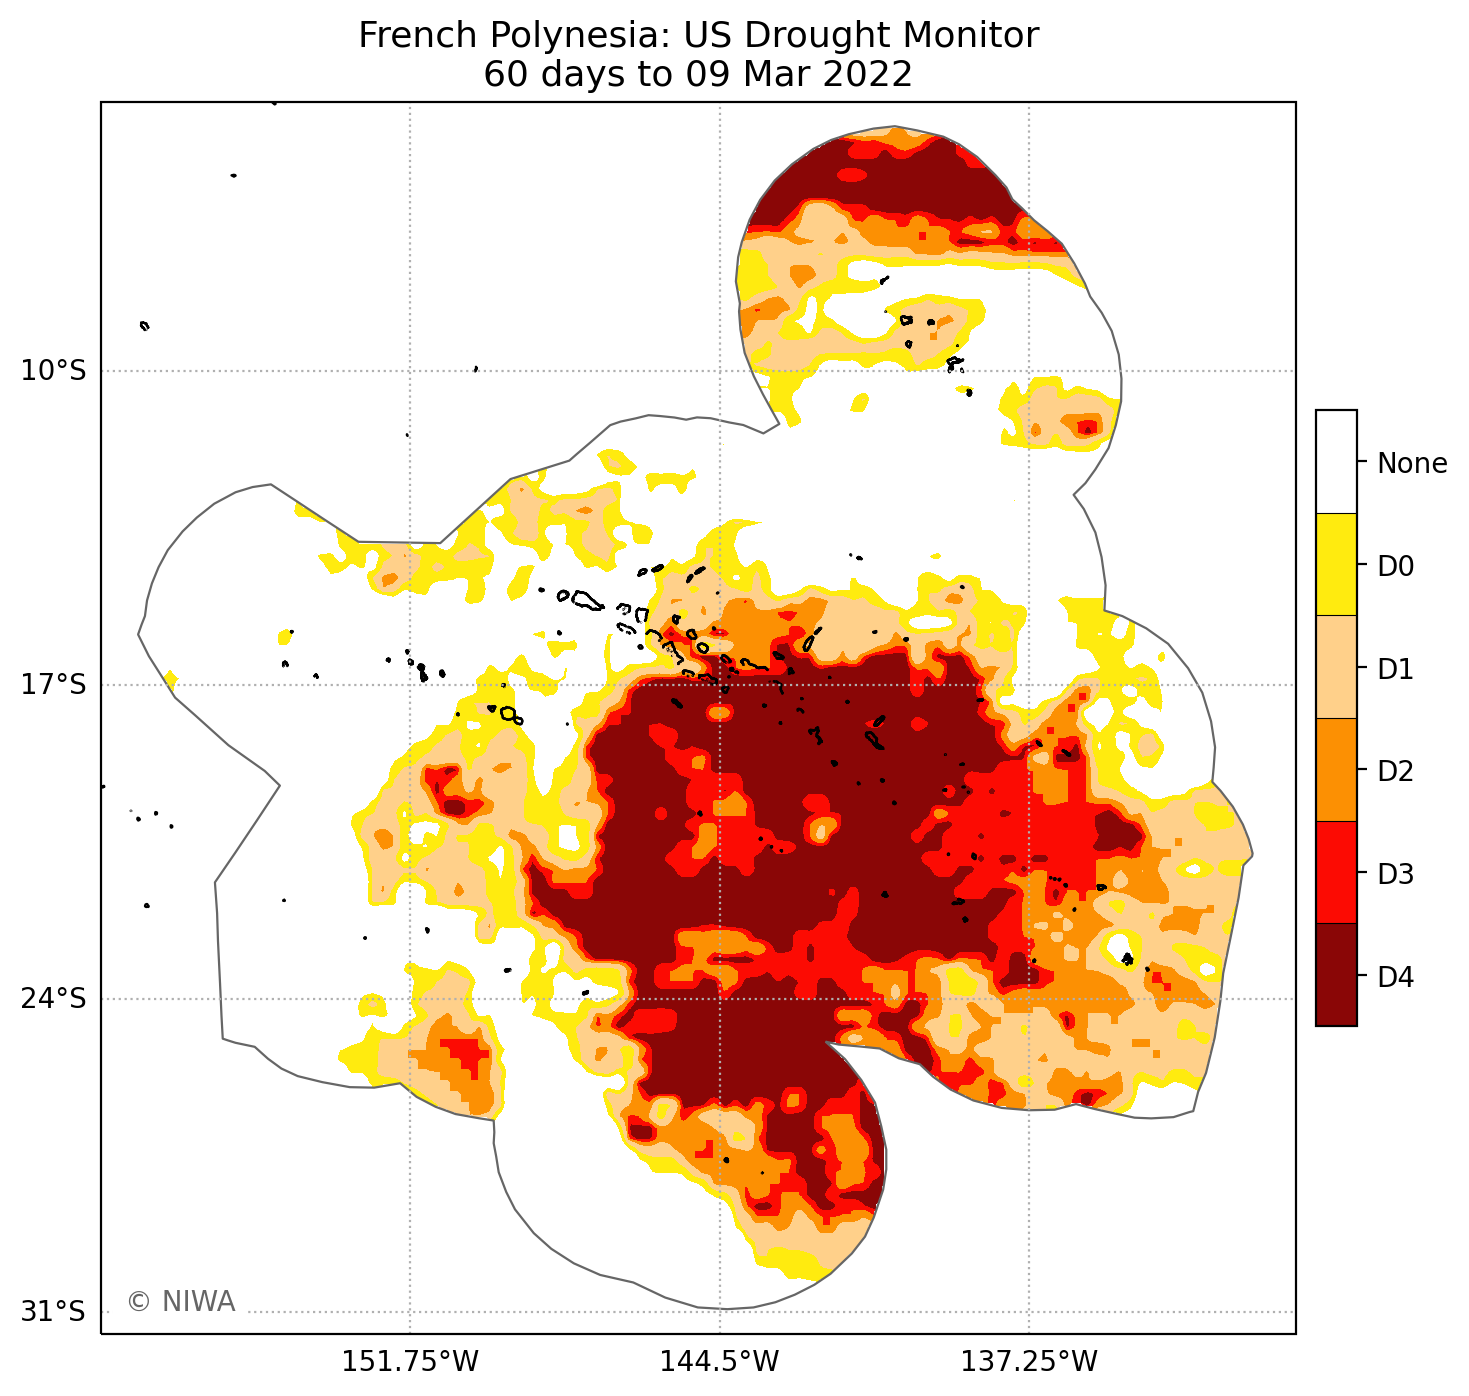 French Polynesia: US Drought Monitor
60 days to 09 Mar 2022
10°S
17°S
24°S
31°S
151.75°W
144.5°W
137.25°W
None
D0
D1
D2
D3
D4
© NIWA